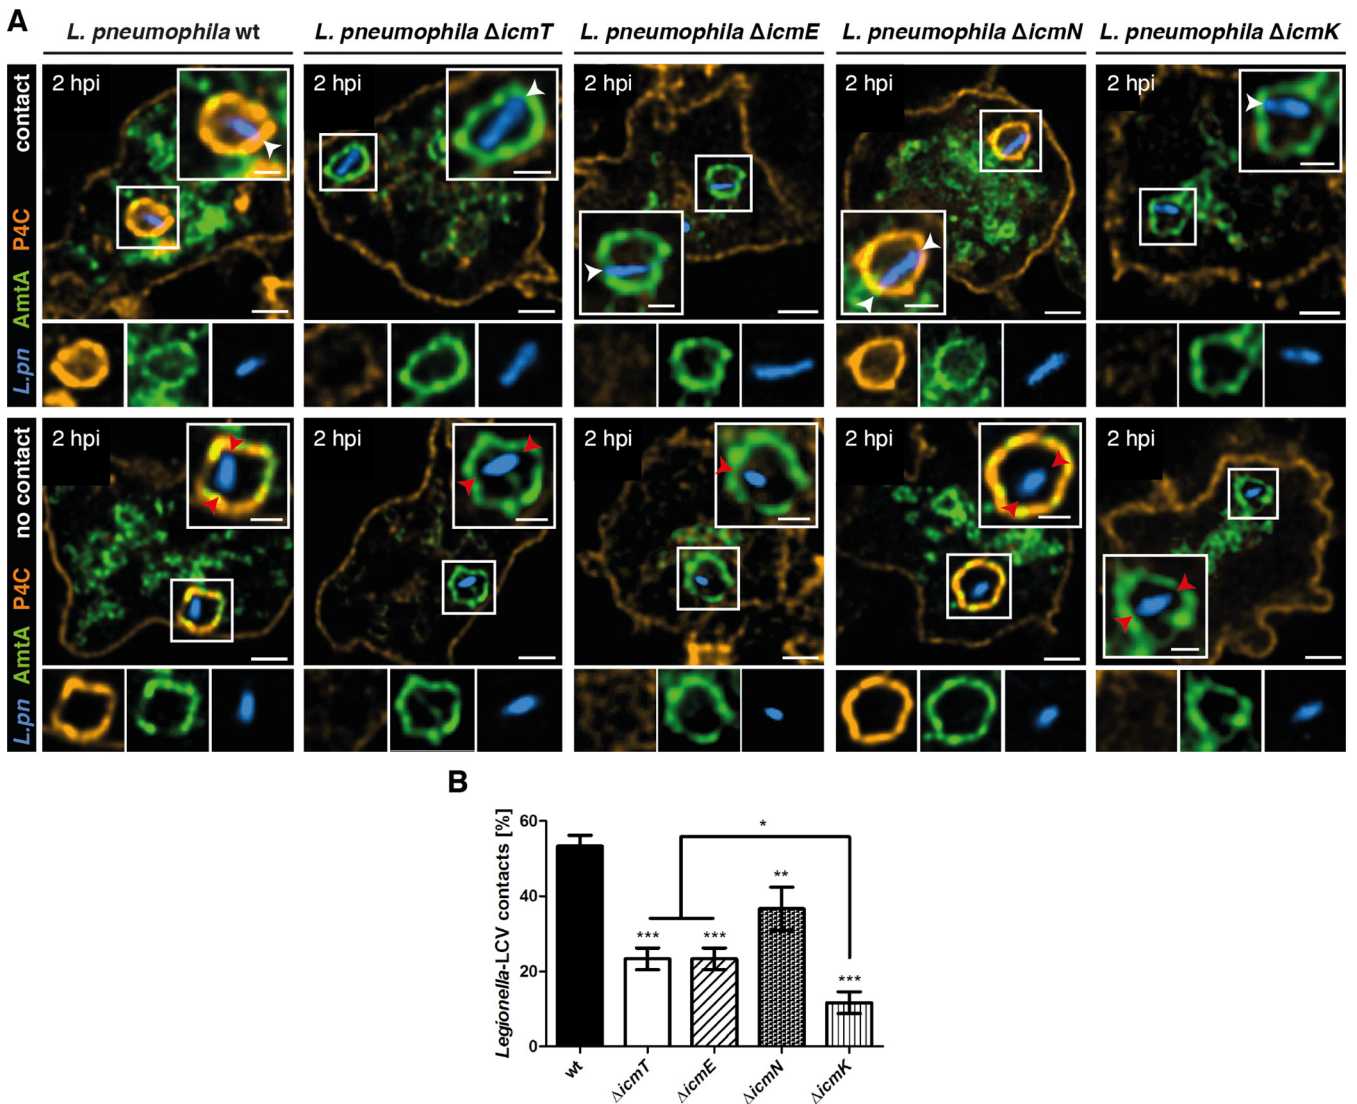 A
L. pneumophila wt
L. pneumophila ΔicmT
L. pneumophila ΔicmE
L. pneumophila ΔicmN
L. pneumophila ΔicmK
L.pn AmtA P4C contact
2 hpi
2 hpi
2 hpi
2 hpi
2 hpi
L.pn AmtA P4C no contact
2 hpi
2 hpi
2 hpi
2 hpi
2 hpi
B
Legionella-LCV contacts [%]
60
40
20
0
*
***
***
**
***
wt
ΔicmT
ΔicmE
ΔicmN
ΔicmK